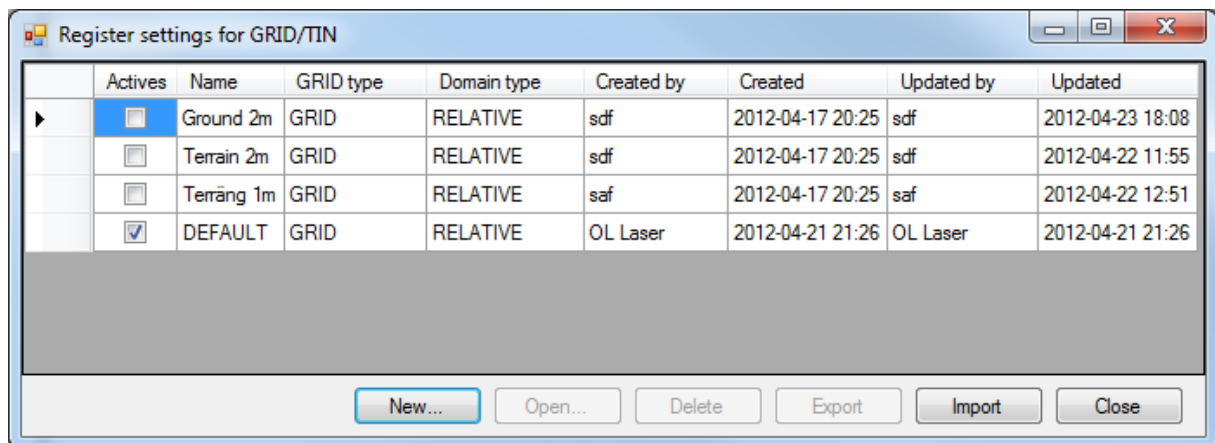 Register settings for GRID/TIN
Actives Name GRID type Domain type Created by Created Updated by Updated
Ground 2m GRID RELATIVE sdf 2012-04-17 20:25 sdf 2012-04-23 18:08
Terrain 2m GRID RELATIVE sdf 2012-04-17 20:25 sdf 2012-04-22 11:55
Terräng 1m GRID RELATIVE saf 2012-04-17 20:25 saf 2012-04-22 12:51
DEFAULT GRID RELATIVE OL Laser 2012-04-21 21:26 OL Laser 2012-04-21 21:26
New... Open... Delete Export Import Close